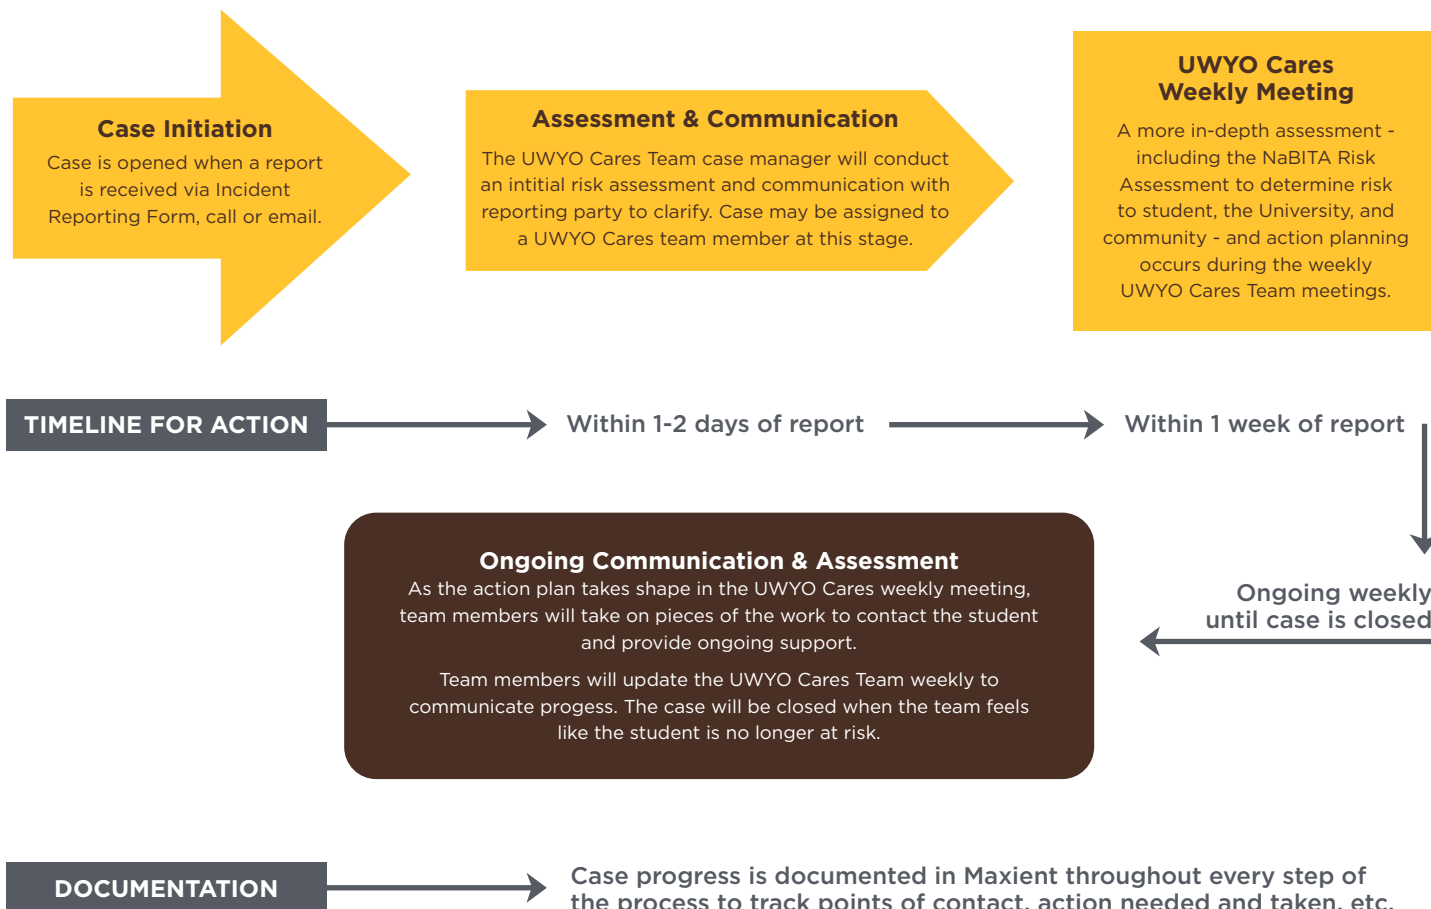 Case Initiation
Case is opened when a report
is received via Incident
Reporting Form, call or email.
Assessment & Communication
The UWYO Cares Team case manager will conduct
an intitial risk assessment and communication with
reporting party to clarify. Case may be assigned to
a UWYO Cares team member at this stage.
UWYO Cares
Weekly Meeting
A more in-depth assessment -
including the NaBITA Risk
Assessment to determine risk
to student, the University, and
community - and action planning
occurs during the weekly
UWYO Cares Team meetings.
TIMELINE FOR ACTION
Within 1-2 days of report
Within 1 week of report
Ongoing weekly
until case is closed
Ongoing Communication & Assessment
As the action plan takes shape in the UWYO Cares weekly meeting,
team members will take on pieces of the work to contact the student
and provide ongoing support.
Team members will update the UWYO Cares Team weekly to
communicate progess. The case will be closed when the team feels
like the student is no longer at risk.
DOCUMENTATION
Case progress is documented in Maxient throughout every step of
the process to track points of contact, action needed and taken, etc.